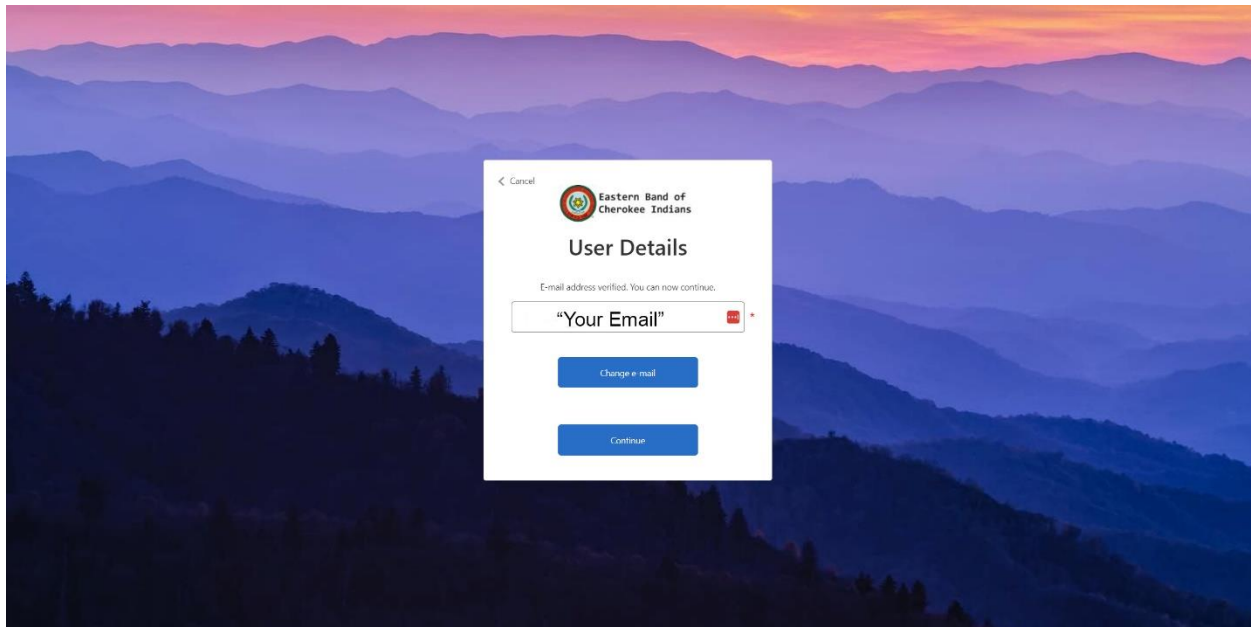 Cancel
Eastern Band of
Cherokee Indians
User Details
E-mail address verified. You can now continue.
“Your Email” *
Change e-mail
Continue